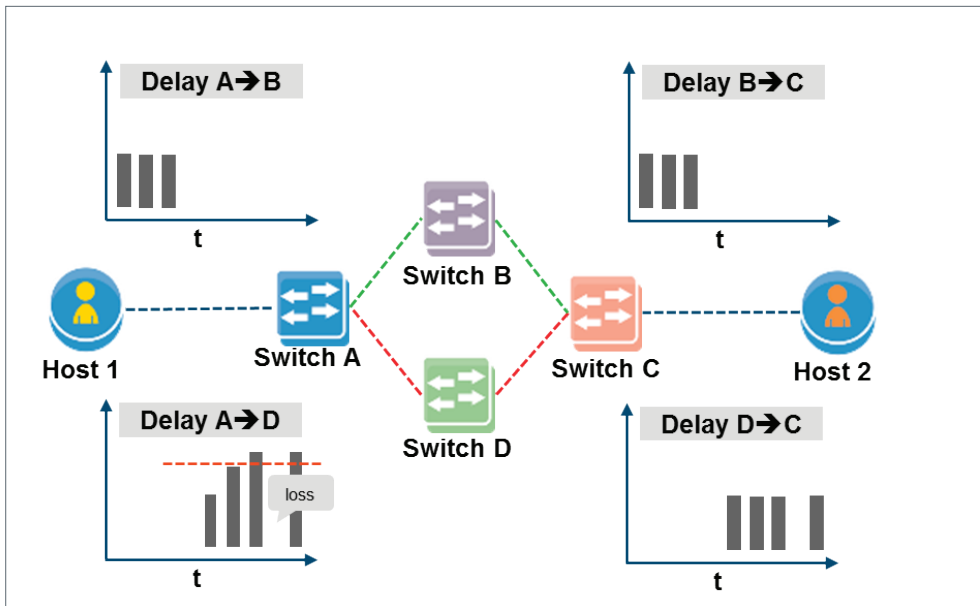 Delay A➔B
t
Delay B➔C
t
Switch B
Host 1
Switch A
Switch C
Host 2
Switch D
Delay A➔D
loss
t
Delay D➔C
t